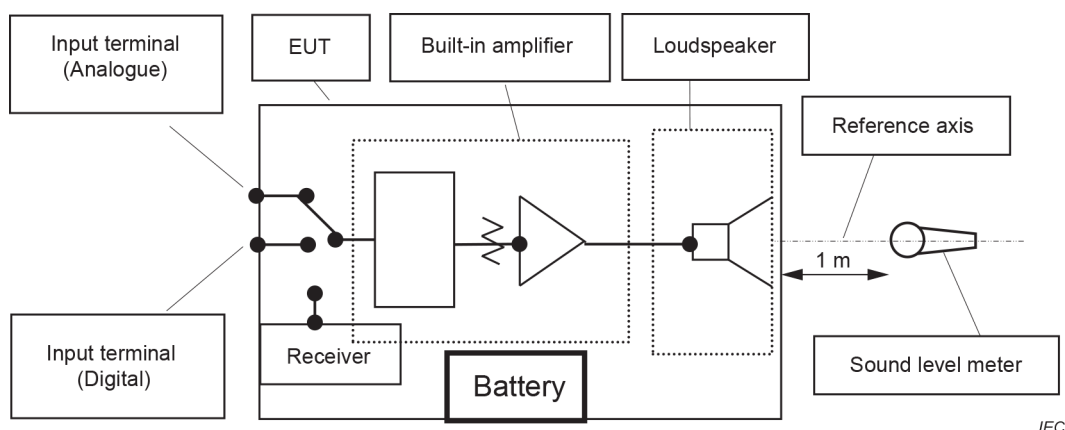 Input terminal
(Analogue)
EUT
Built-in amplifier
Loudspeaker
Reference axis
1 m
Input terminal
(Digital)
Receiver
Battery
Sound level meter
IEC